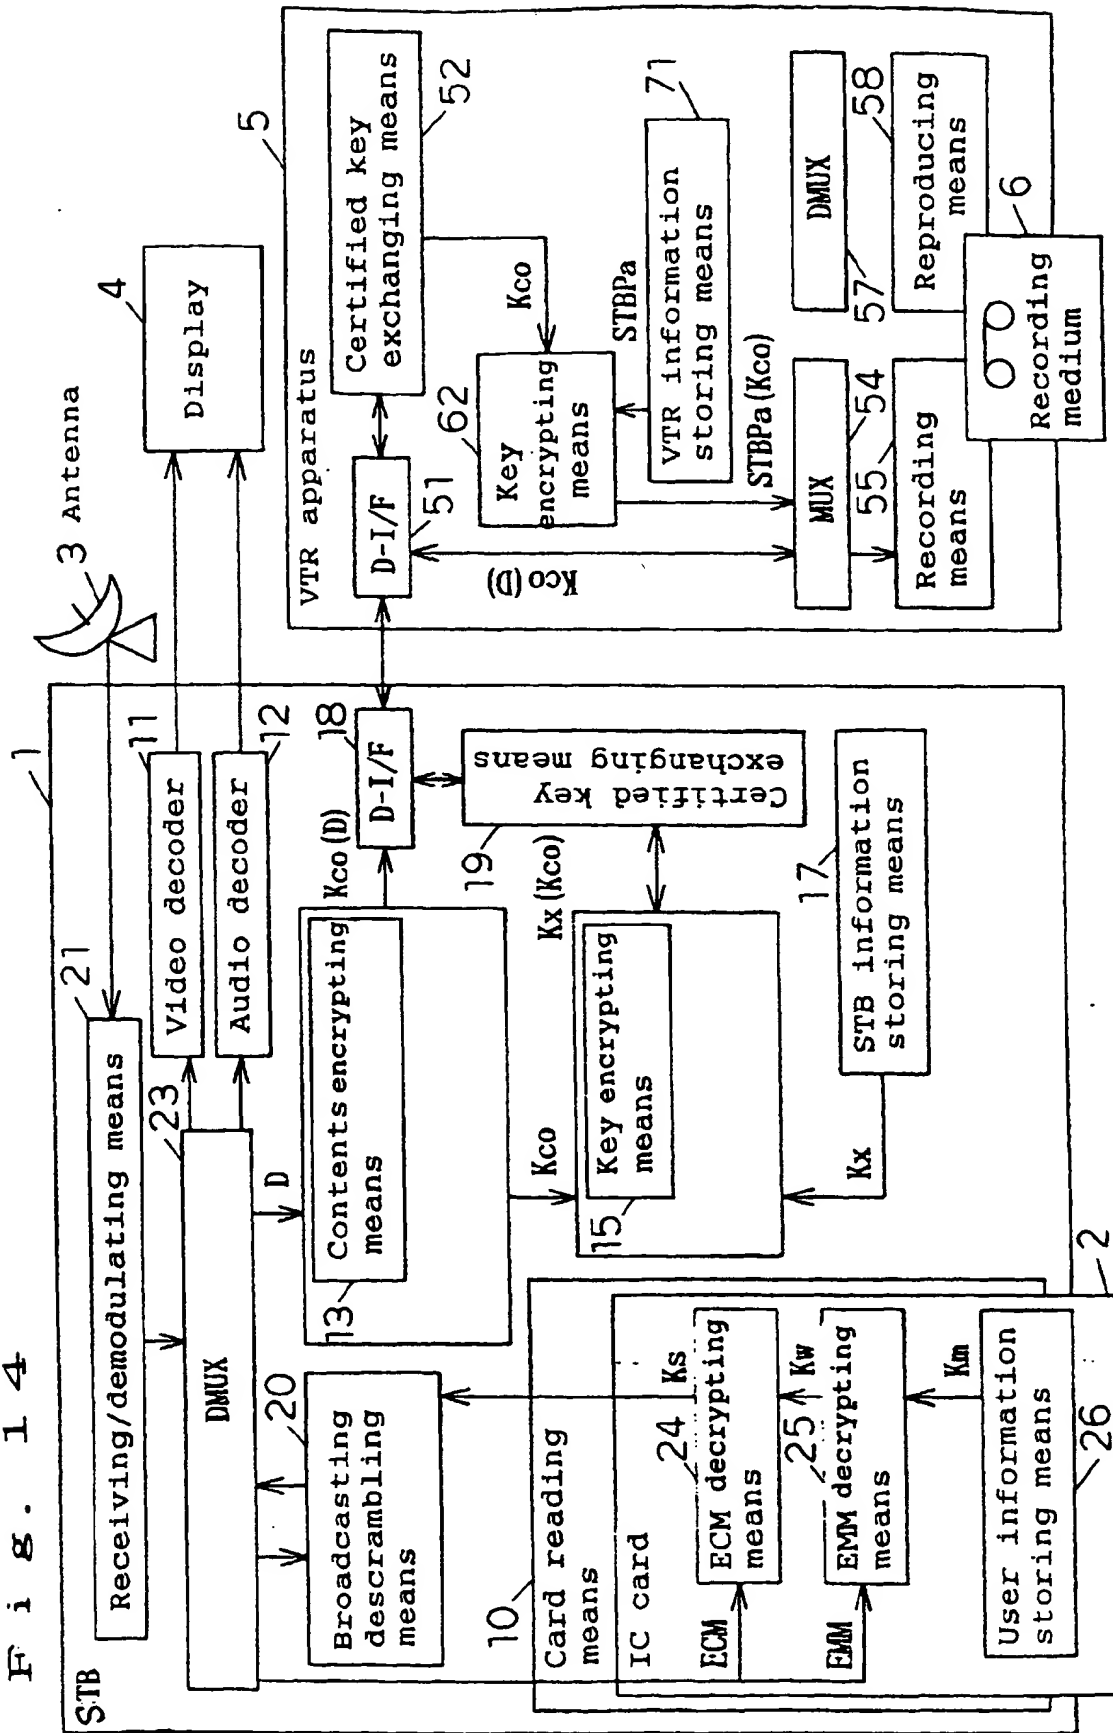 Fig. 14
STB
1
Receiving/demodulating means
21
3 Antenna
DMUX
23
Video decoder
11
Audio decoder
12
4
Display
D
20
Broadcasting
descrambling
means
Contents encrypting
means
13
Kco(D)
D-I/F
18
Certified key
exchanging means
19
Kx(Kco)
Kco
Key encrypting
means
15
Kx
STB information
storing means
17
10
Card reading
means
IC card
2
ECM
EMM
Ks
24
ECM decrypting
means
Kw
25
EMM decrypting
means
Km
User information
storing means
26
5
VTR apparatus
D-I/F
51
Certified key
exchanging means
52
Kco
62
Key
encrypting
means
STBPa
VTR information
storing means
71
STBPa(Kco)
Kco(D)
MUX
54
55
Recording
means
DMUX
57
58
Reproducing
means
6
Recording
medium